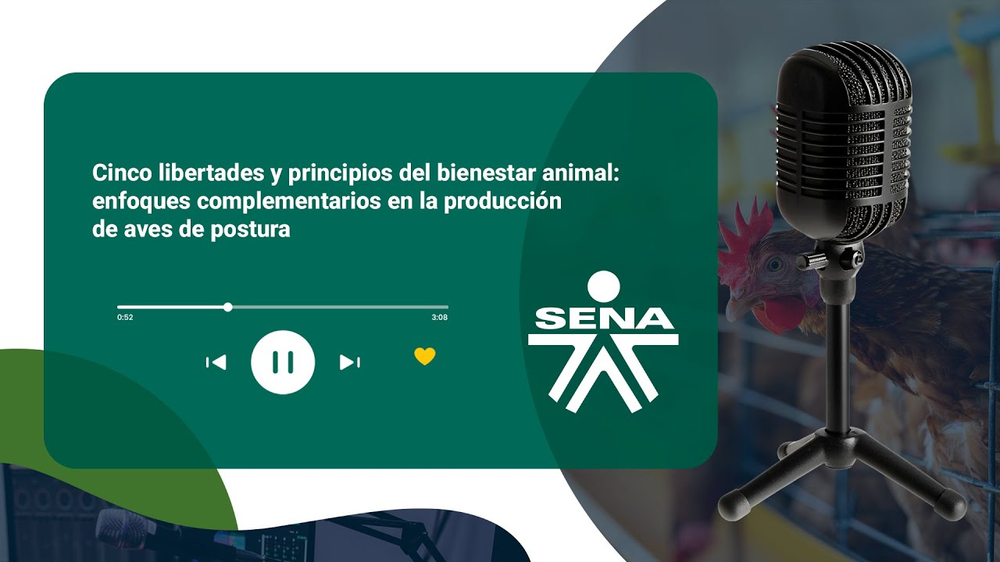 Cinco libertades y principios del bienestar animal:
enfoques complementarios en la producción
de aves de postura
0:52
3:08
SENA